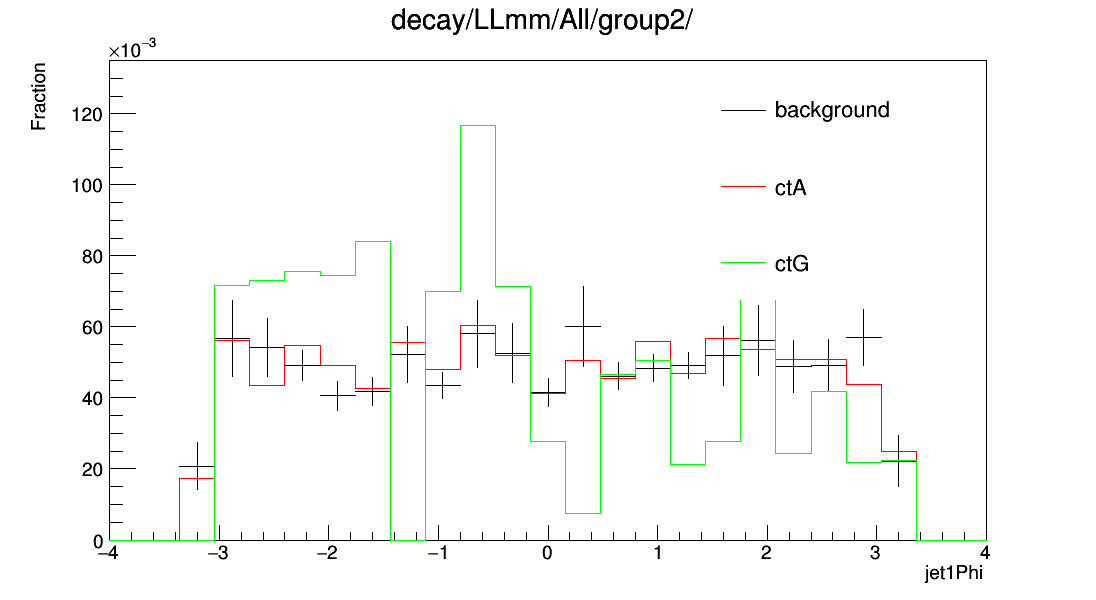 decay/LLmm/All/group2/
×10⁻³
Fraction
background
ctA
ctG
120
100
80
60
40
20
0
−4 −3 −2 −1 0 1 2 3 4
jet1Phi